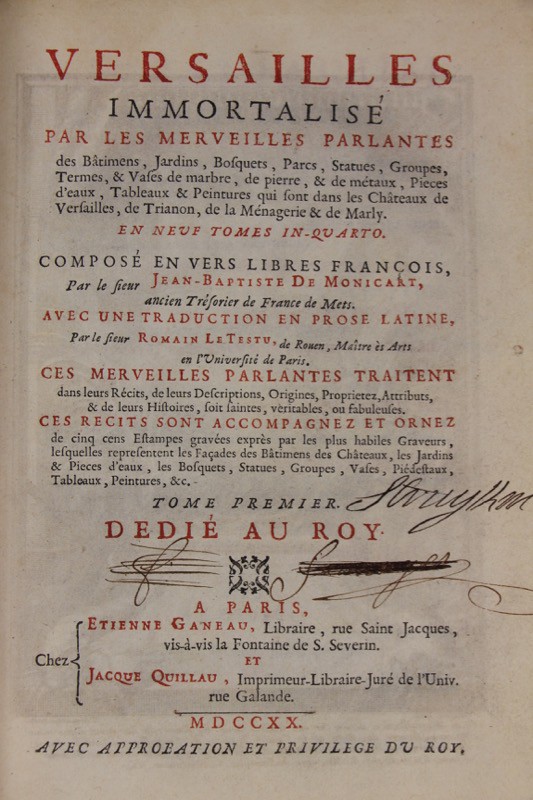 VERSAILLES
IMMORTALISÉ
PAR LES MERVEILLES PARLANTES
des Bâtimens, Jardins, Boſquets, Parcs, Statues, Groupes,
Termes, & Vaſes de marbre, de pierre, & de métaux, Pieces
d'eaux, Tableaux & Peintures qui ſont dans les Châteaux de
Verſailles, de Trianon, de la Ménagerie & de Marly.
EN NEUF TOMES IN-QUARTO.
COMPOSÉ EN VERS LIBRES FRANÇOIS,
Par le ſieur JEAN-BAPTISTE DE MONICART,
ancien Tréſorier de France de Mets.
AVEC UNE TRADUCTION EN PROSE LATINE,
Par le ſieur ROMAIN LE TESTU, de Rouen, Maître ès Arts
en l'Univerſité de Paris.
CES MERVEILLES PARLANTES TRAITENT
dans leurs Récits, de leurs Deſcriptions, Origines, Proprietez, Attributs,
& de leurs Hiſtoires, ſoit ſaintes, vèritables, ou fabuleuſes.
CES RECITS SONT ACCOMPAGNEZ ET ORNEZ
de cinq cens Eſtampes gravées exprès par les plus habiles Graveurs,
leſquelles repreſentent les Façades des Bâtimens des Châteaux, les Jardins
& Pieces d'eaux, les Boſquets, Statues, Groupes, Vaſes, Piédeſtaux,
Tableaux, Peintures, &c.
TOME PREMIER.
DEDIÉ AU ROY.
A PARIS,
Chez
ETIENNE GANEAU, Libraire, rue Saint Jacques,
vis-à-vis la Fontaine de S. Severin.
ET
JACQUE QUILLAU, Imprimeur-Libraire-Juré de l'Univ.
rue Galande.
MDCCXX.
AVEC APPROBATION ET PRIVILEGE DU ROY.